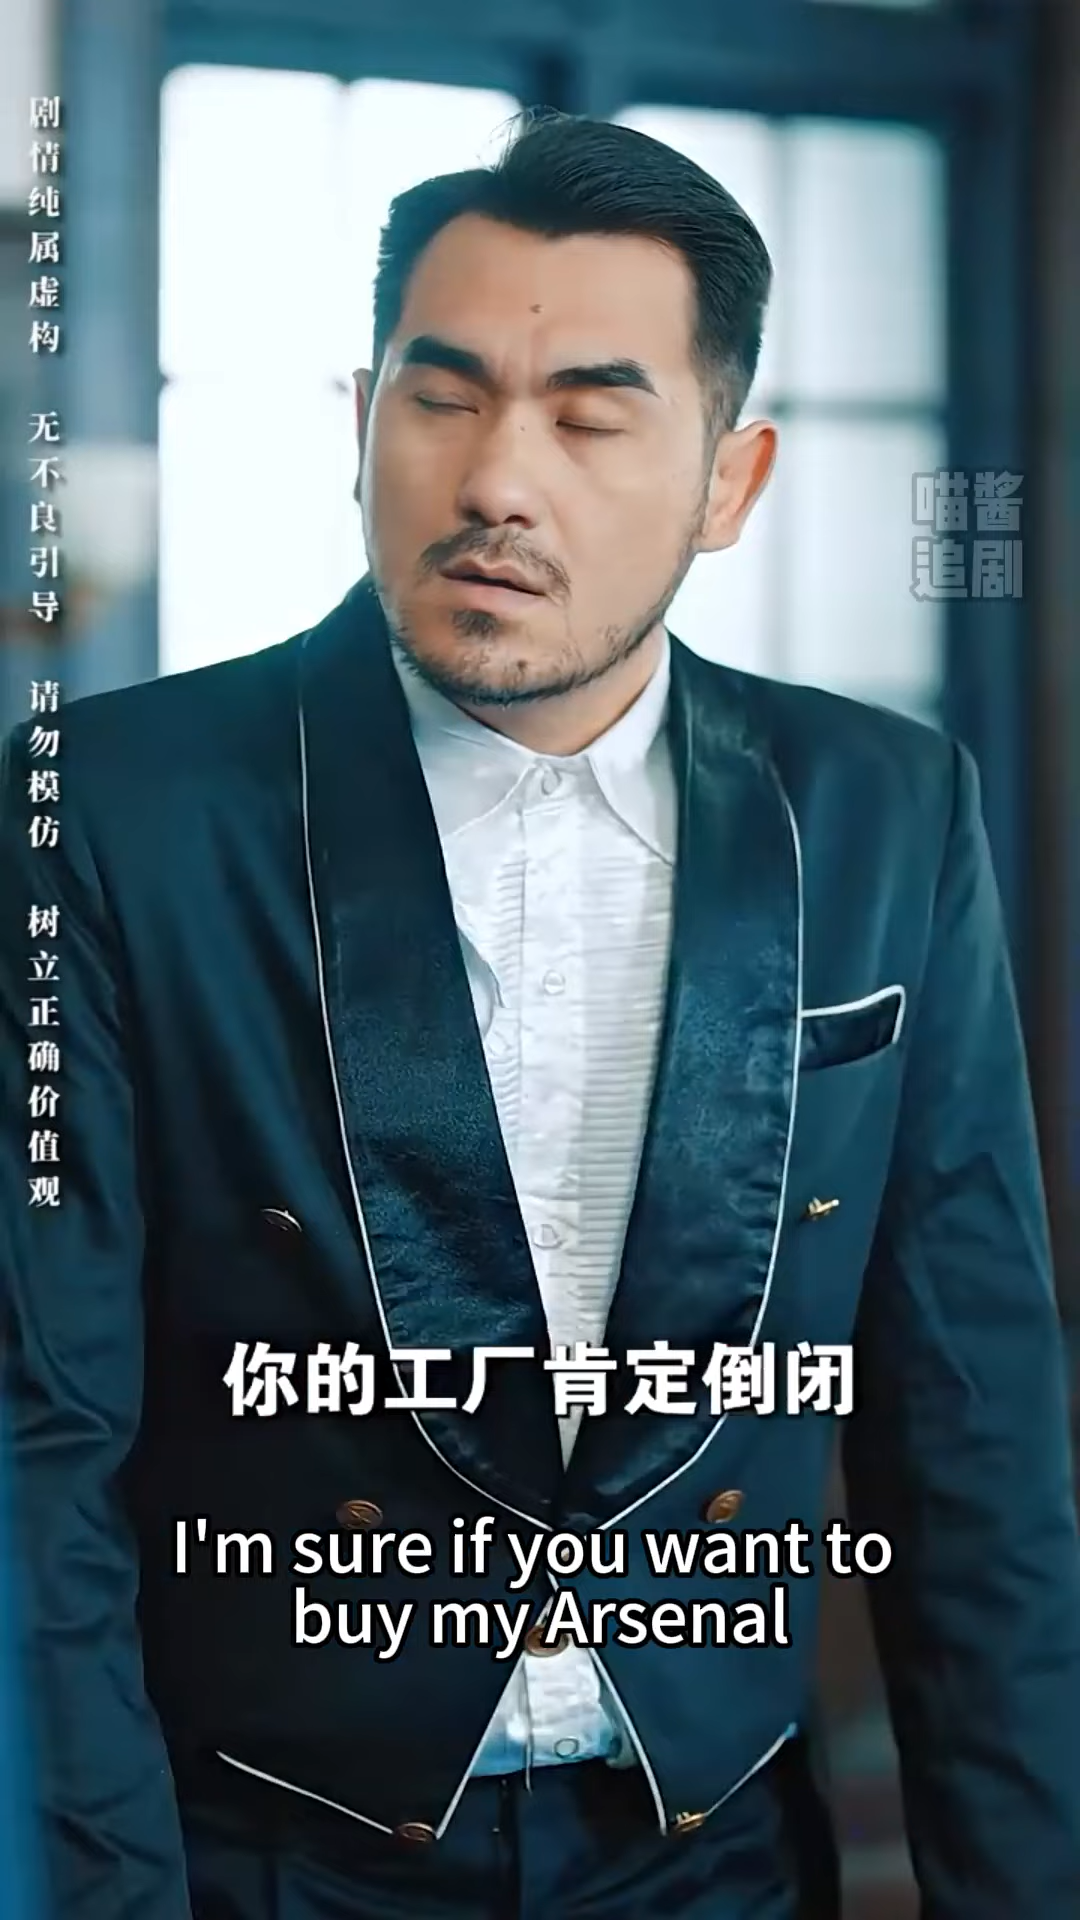 剧情纯属虚构 无不良引导 请勿模仿 树立正确价值观
喵酱
追剧
你的工厂肯定倒闭
I'm sure if you want to
buy my Arsenal